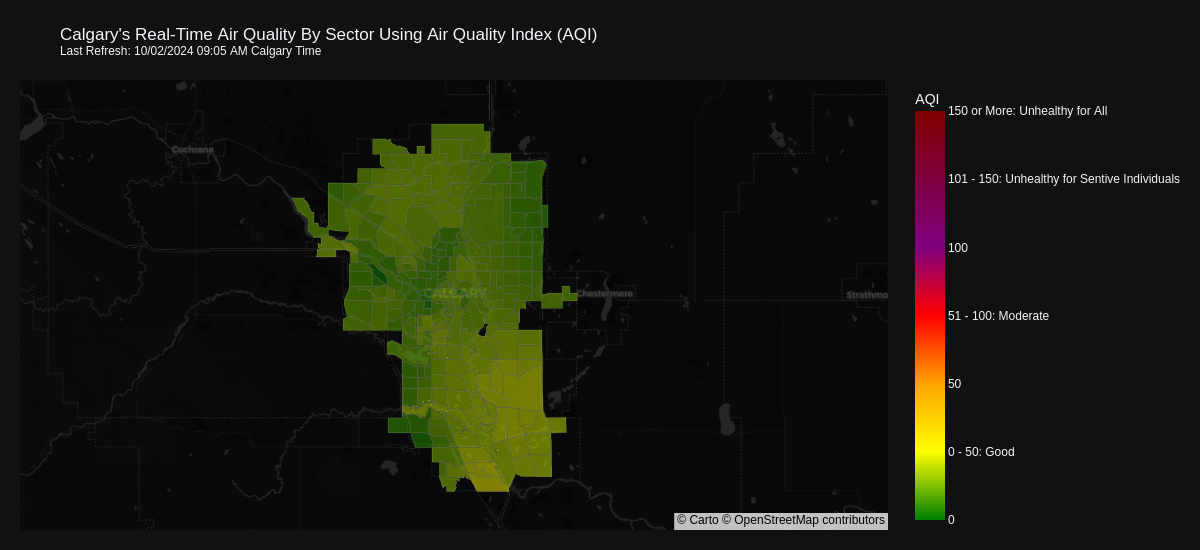 Calgary's Real-Time Air Quality By Sector Using Air Quality Index (AQI)
Last Refresh: 10/02/2024 09:05 AM Calgary Time
AQI
150 or More: Unhealthy for All
Cochrane
101 - 150: Unhealthy for Sentive Individuals
100
CALGARY
Chestermere
Strathmo
51 - 100: Moderate
50
0 - 50: Good
0
© Carto © OpenStreetMap contributors